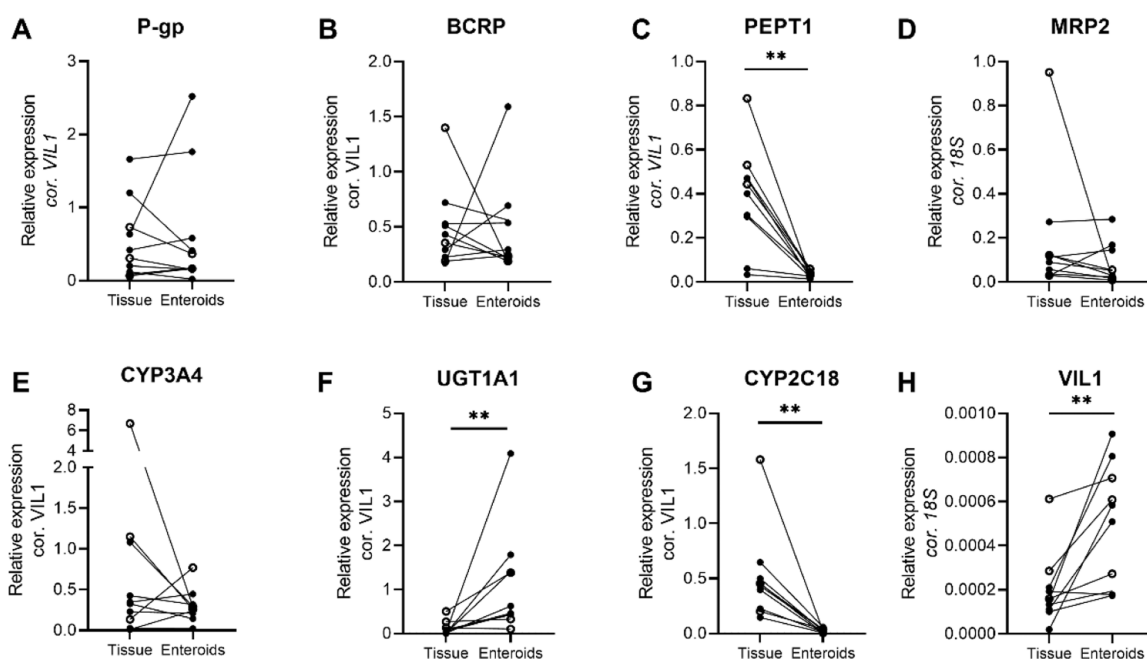 A
P-gp
Relative expression
cor. VIL1
3
2
1
0
Tissue Enteroids
B
BCRP
Relative expression
cor. VIL1
2.0
1.5
1.0
0.5
0.0
Tissue Enteroids
C
PEPT1
**
Relative expression
cor. VIL1
1.0
0.8
0.6
0.4
0.2
0.0
Tissue Enteroids
D
MRP2
Relative expression
cor. 18S
1.0
0.8
0.6
0.4
0.2
0.0
Tissue Enteroids
E
CYP3A4
Relative expression
cor. VIL1
8
6
4
2.0
1.5
1.0
0.5
0.0
Tissue Enteroids
F
UGT1A1
**
Relative expression
cor. VIL1
5
4
3
2
1
0
Tissue Enteroids
G
CYP2C18
**
Relative expression
cor. VIL1
2.0
1.5
1.0
0.5
0.0
Tissue Enteroids
H
VIL1
**
Relative expression
cor. 18S
0.0010
0.0008
0.0006
0.0004
0.0002
0.0000
Tissue Enteroids